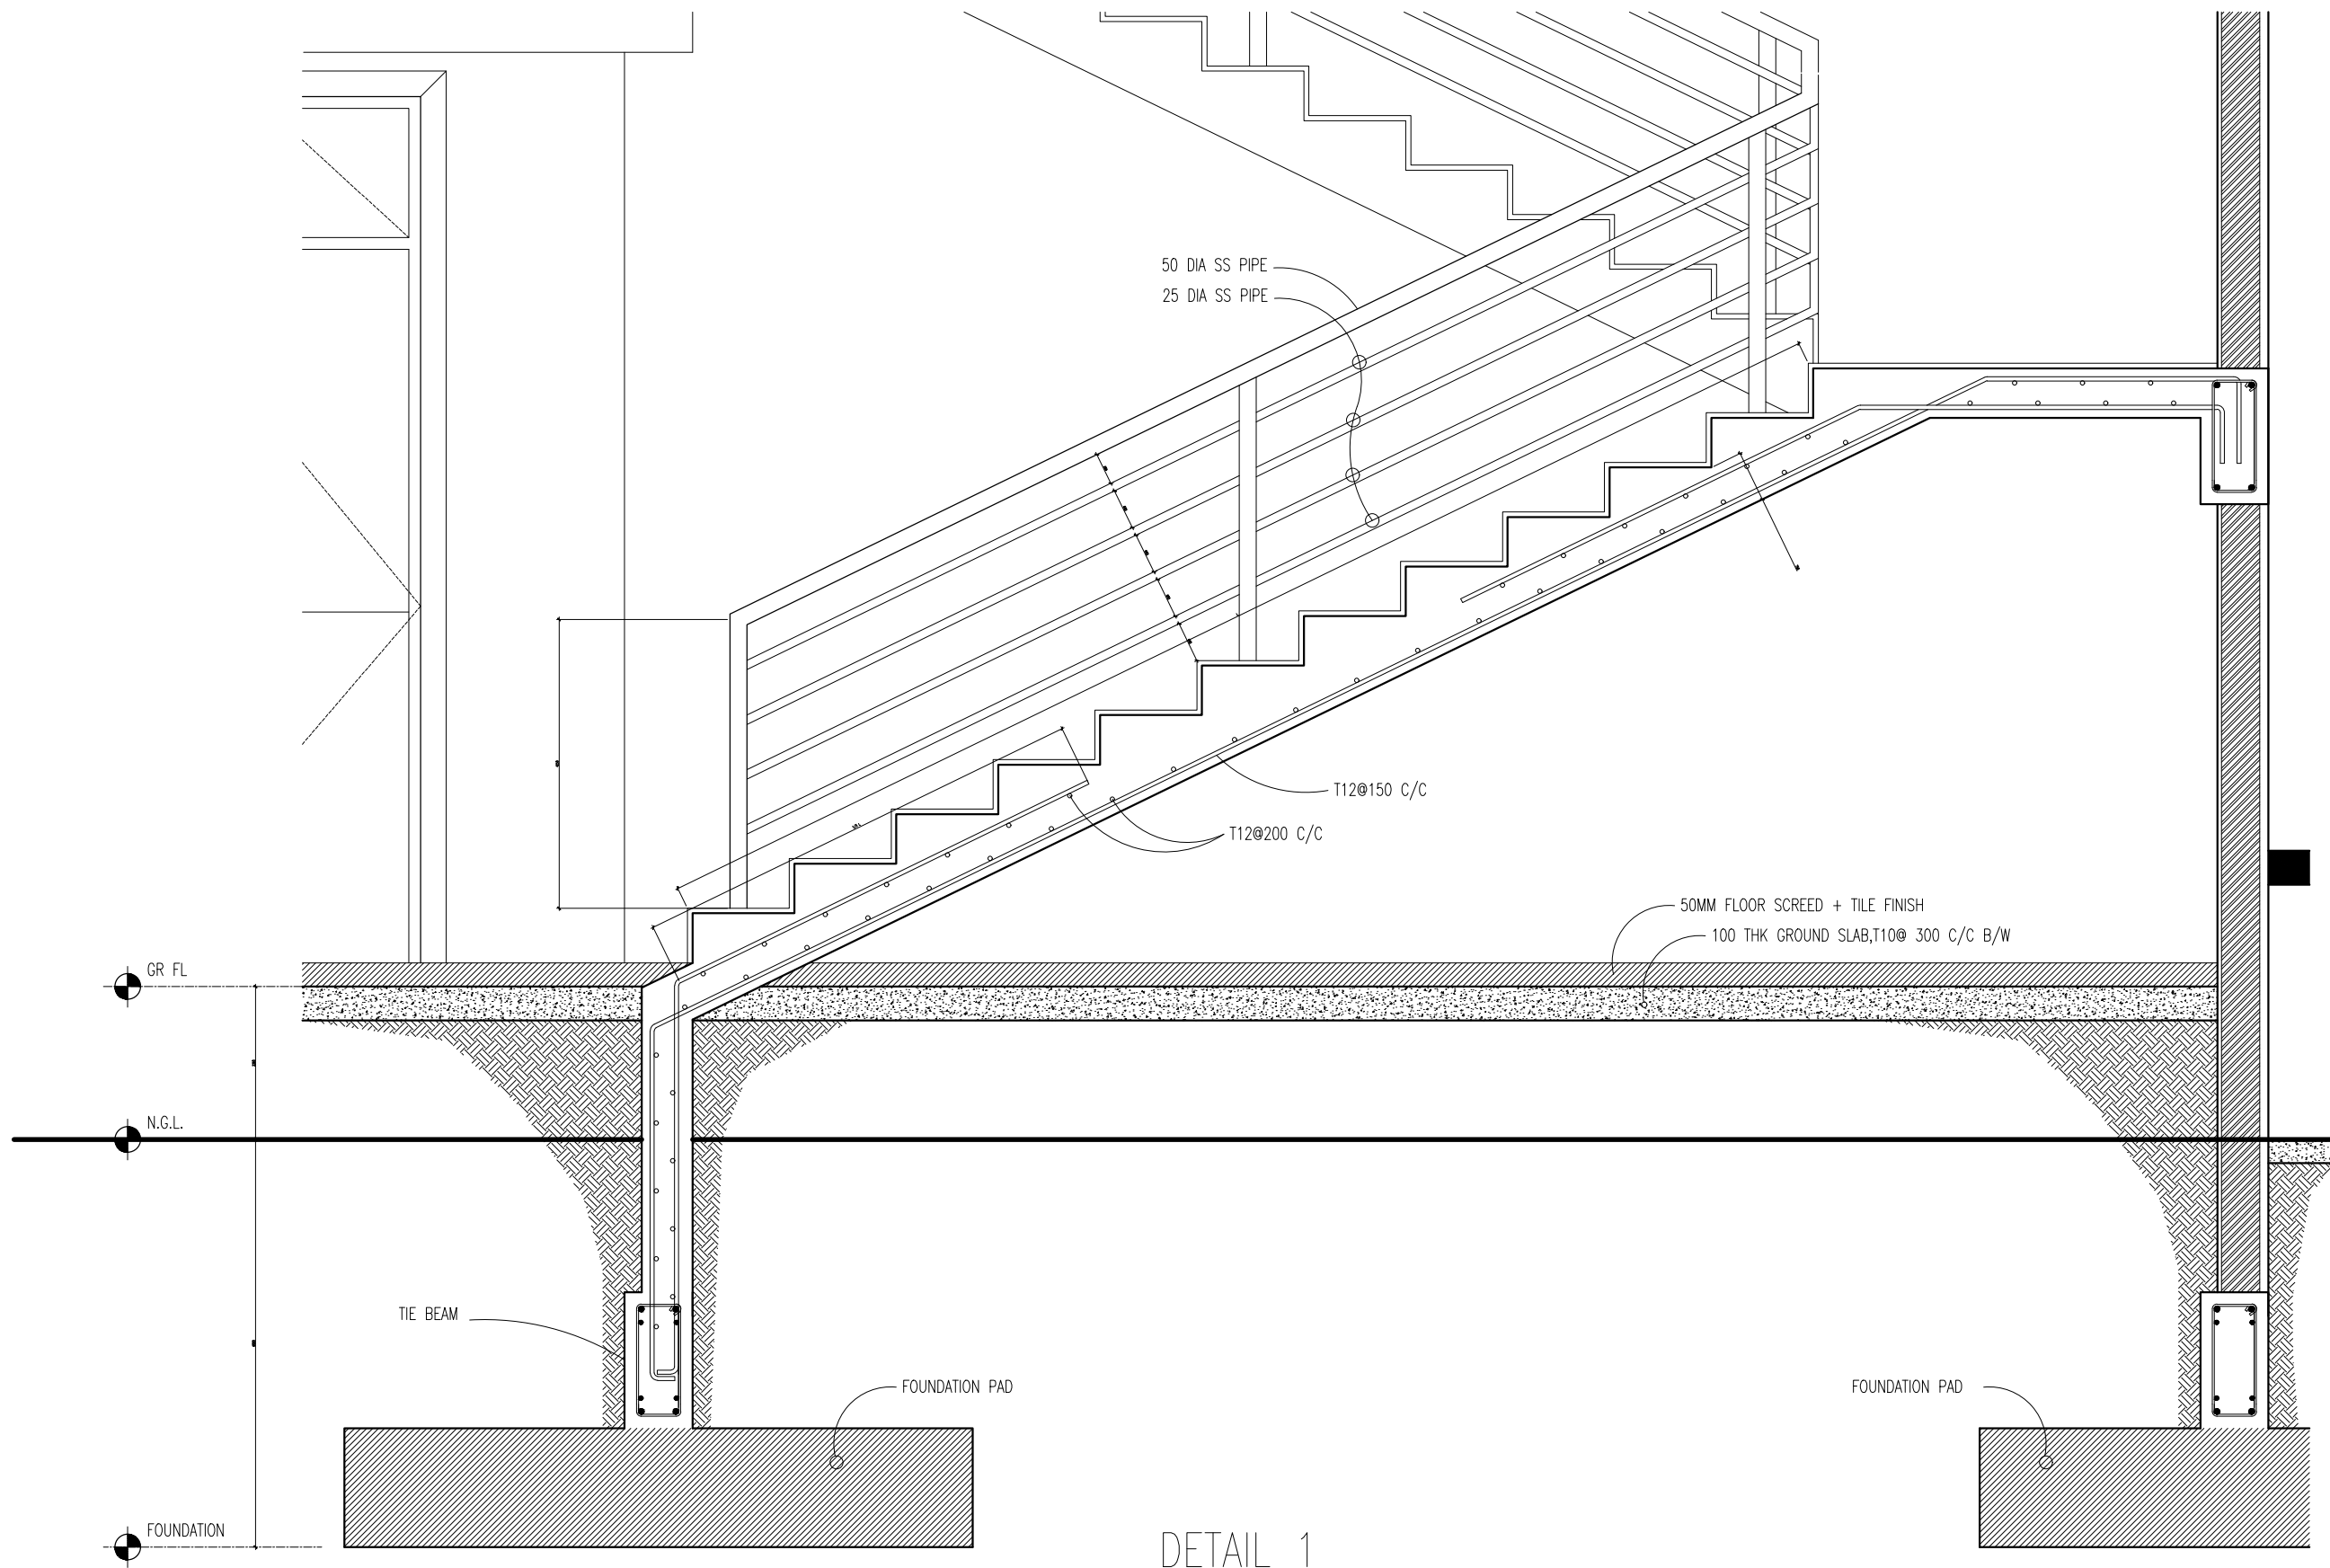 50 DIA SS PIPE
25 DIA SS PIPE
T12@150 C/C
T12@200 C/C
50MM FLOOR SCREED + TILE FINISH
100 THK GROUND SLAB,T10@ 300 C/C B/W
GR FL
N.G.L.
TIE BEAM
FOUNDATION PAD
FOUNDATION PAD
FOUNDATION
DETAIL 1